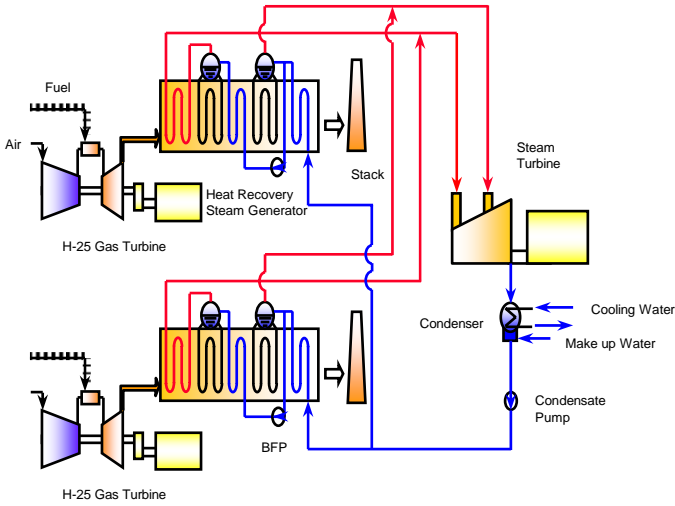 Fuel
Air
Stack
Heat Recovery
Steam Generator
H-25 Gas Turbine
Steam
Turbine
Condenser
Cooling Water
Make up Water
Condensate
Pump
BFP
H-25 Gas Turbine